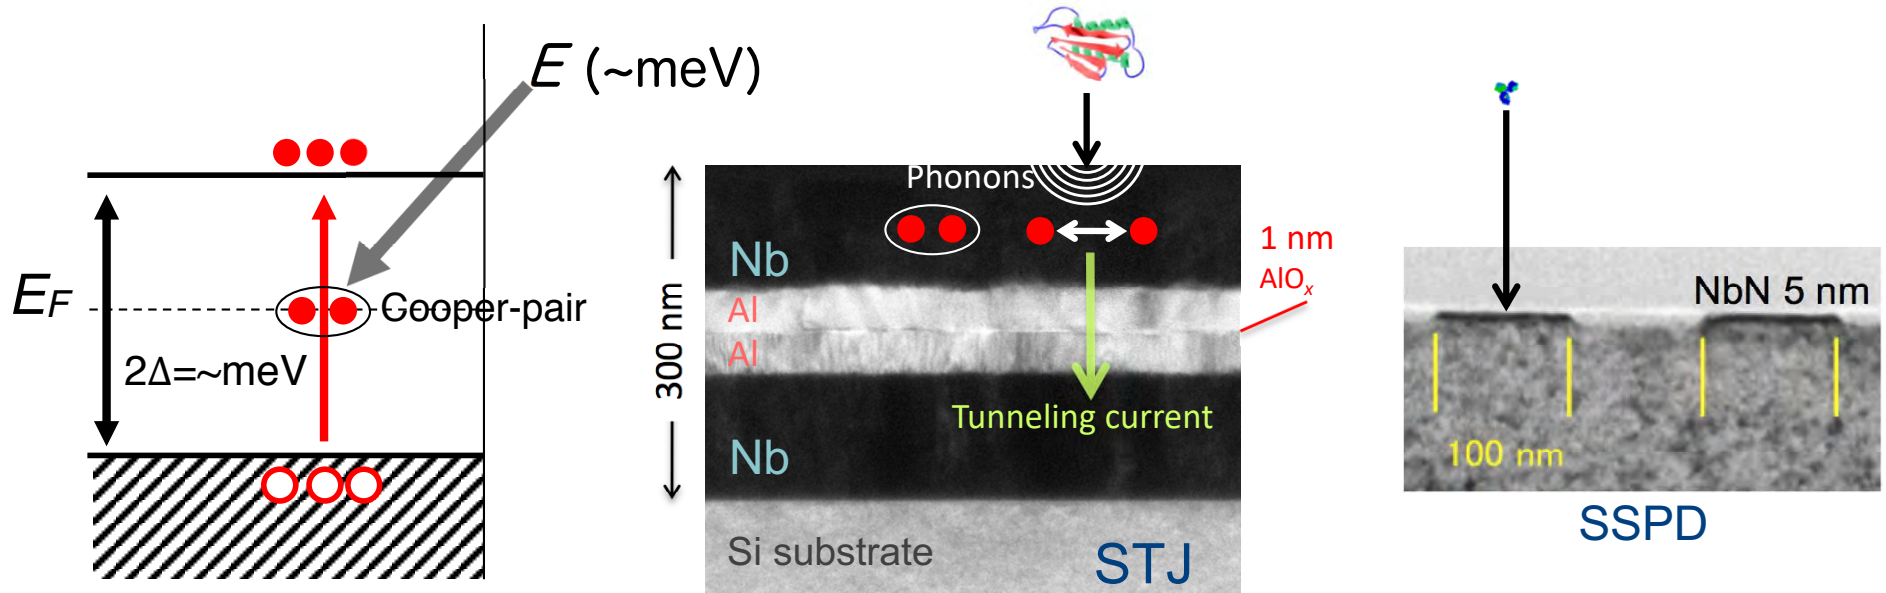 E (~meV)
E_F
Cooper-pair
2Δ=~meV
300 nm
Phonons
Nb
Al
Al
1 nm
AlOₓ
Tunneling current
Nb
Si substrate
STJ
NbN 5 nm
100 nm
SSPD